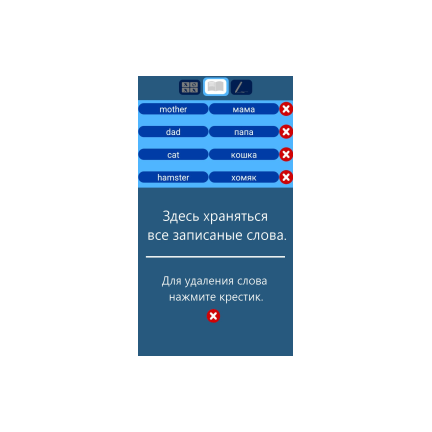 mother мама
dad папа
cat кошка
hamster хомяк
Здесь храняться
все записаные слова.
Для удаления слова
нажмите крестик.